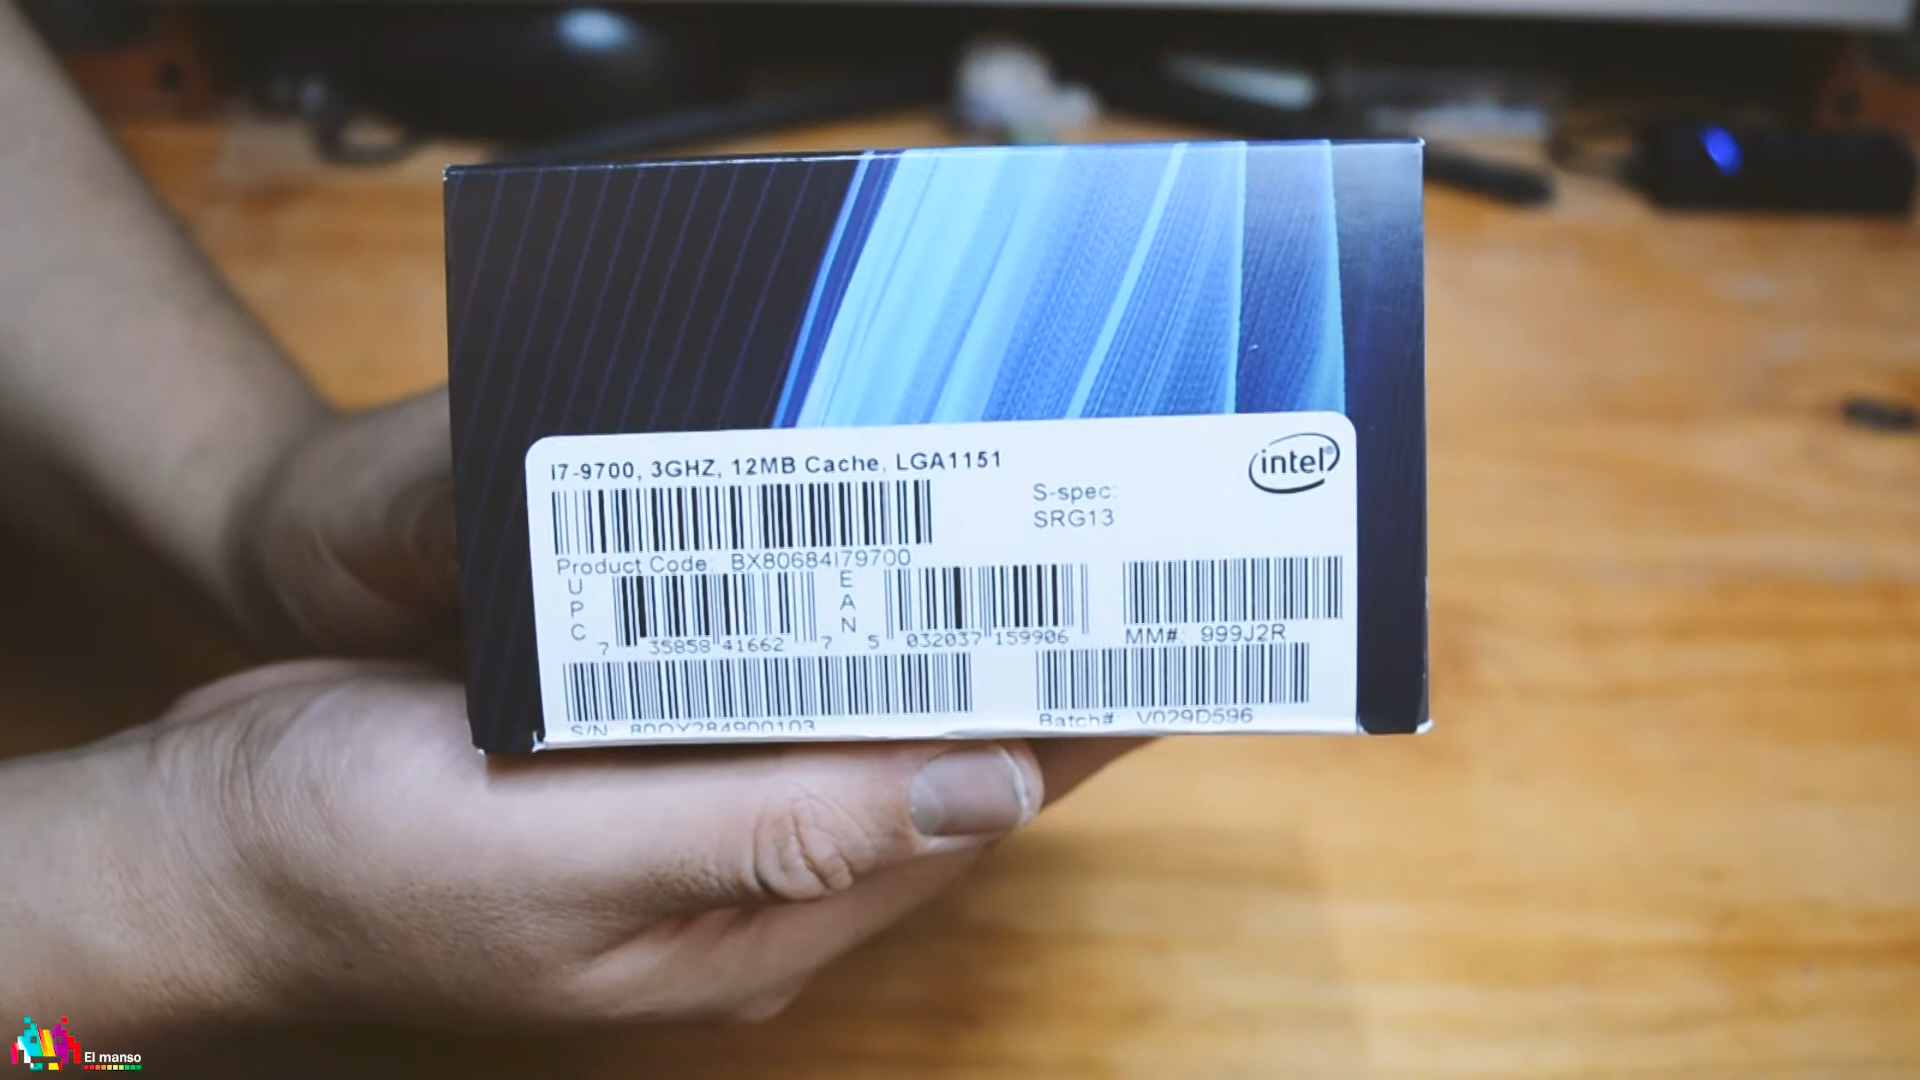 I7-9700, 3GHZ, 12MB Cache, LGA1151
intel
S-spec:
SRG13
Product Code: BX80684I79700
UPC
7 35858 41662 7
EAN
5 032037 159906
MM#: 999J2R
S/N:
Batch#: V029D596
El manso